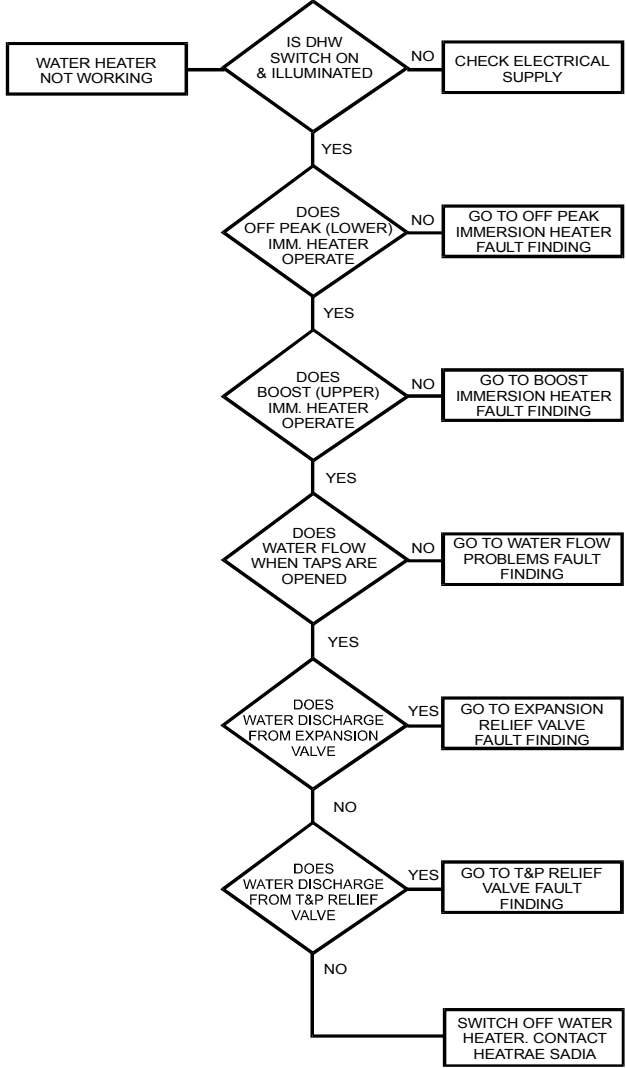 WATER HEATER
NOT WORKING
IS DHW
SWITCH ON
& ILLUMINATED
NO
CHECK ELECTRICAL
SUPPLY
YES
DOES
OFF PEAK (LOWER)
IMM. HEATER
OPERATE
NO
GO TO OFF PEAK
IMMERSION HEATER
FAULT FINDING
YES
DOES
BOOST (UPPER)
IMM. HEATER
OPERATE
NO
GO TO BOOST
IMMERSION HEATER
FAULT FINDING
YES
DOES
WATER FLOW
WHEN TAPS ARE
OPENED
NO
GO TO WATER FLOW
PROBLEMS FAULT
FINDING
YES
DOES
WATER DISCHARGE
FROM EXPANSION
VALVE
YES
GO TO EXPANSION
RELIEF VALVE
FAULT FINDING
NO
DOES
WATER DISCHARGE
FROM T&P RELIEF
VALVE
YES
GO TO T&P RELIEF
VALVE FAULT
FINDING
NO
SWITCH OFF WATER
HEATER. CONTACT
HEATRAE SADIA